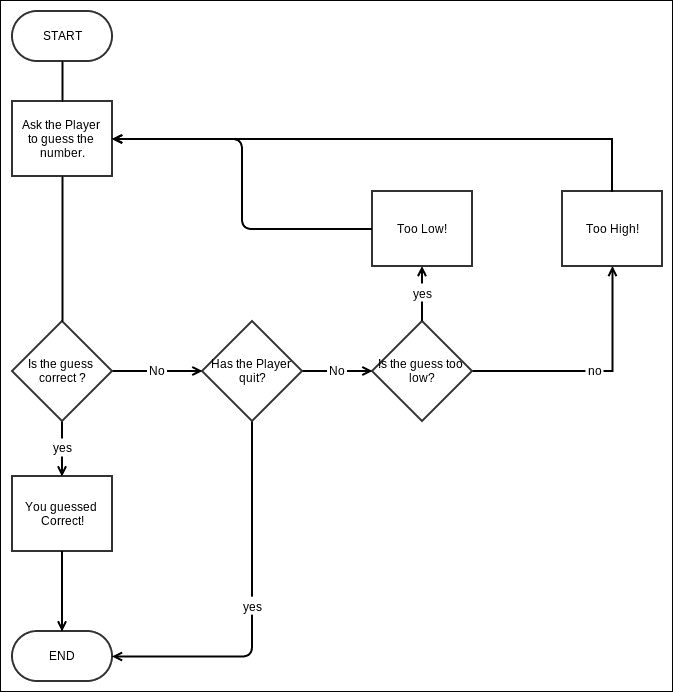 START
Ask the Player
to guess the
number.
Too Low!
Too High!
yes
Is the guess
correct ?
No
Has the Player
quit?
No
Is the guess too
low?
no
yes
You guessed
Correct!
yes
END